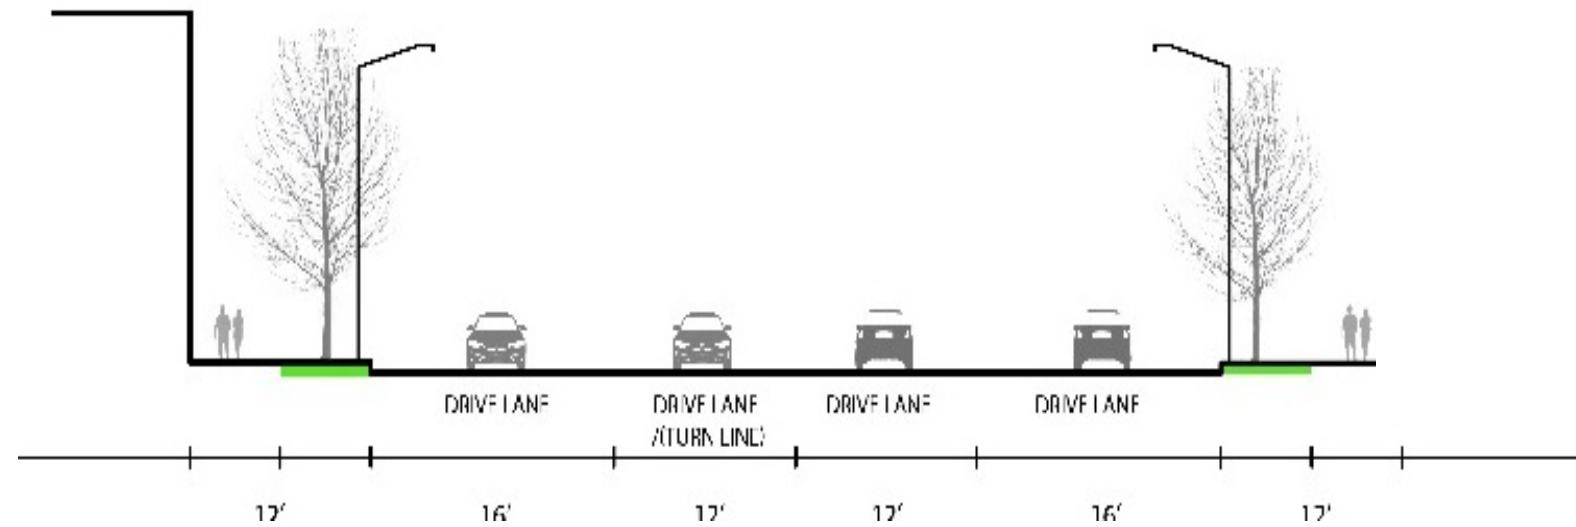 DRIVE LANE DRIVE LANE DRIVE LANE DRIVE LANE
/(TURN LINE)
12' 16' 12' 12' 16' 12'